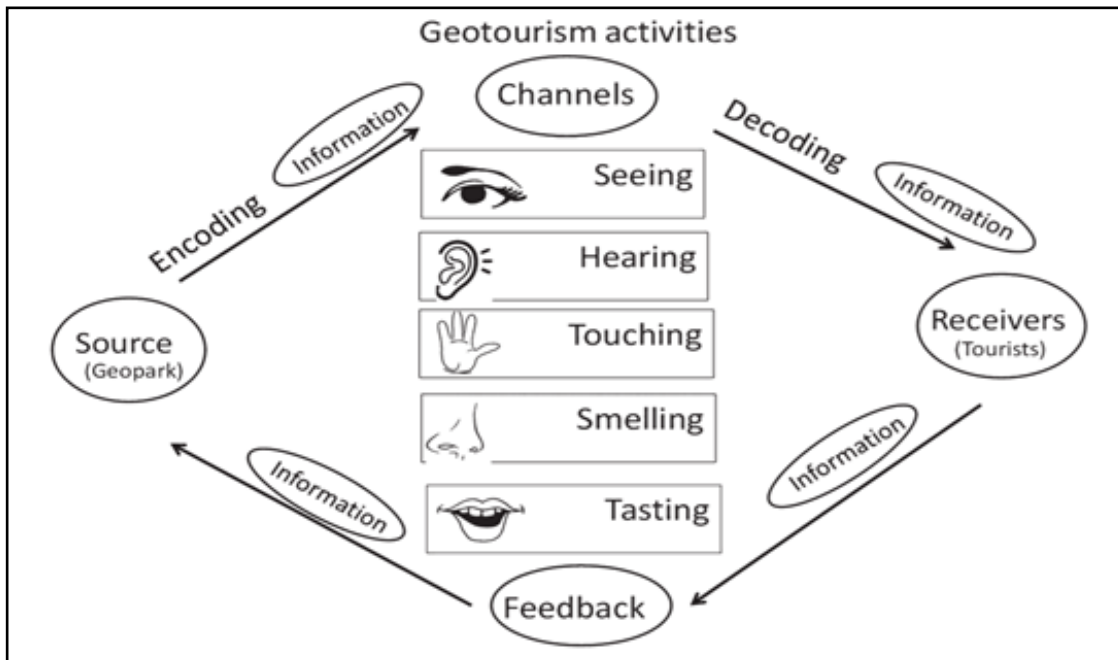 Geotourism activities
Channels
Encoding
Information
Decoding
Information
Seeing
Hearing
Touching
Smelling
Tasting
Source
(Geopark)
Receivers
(Tourists)
Information
Information
Feedback